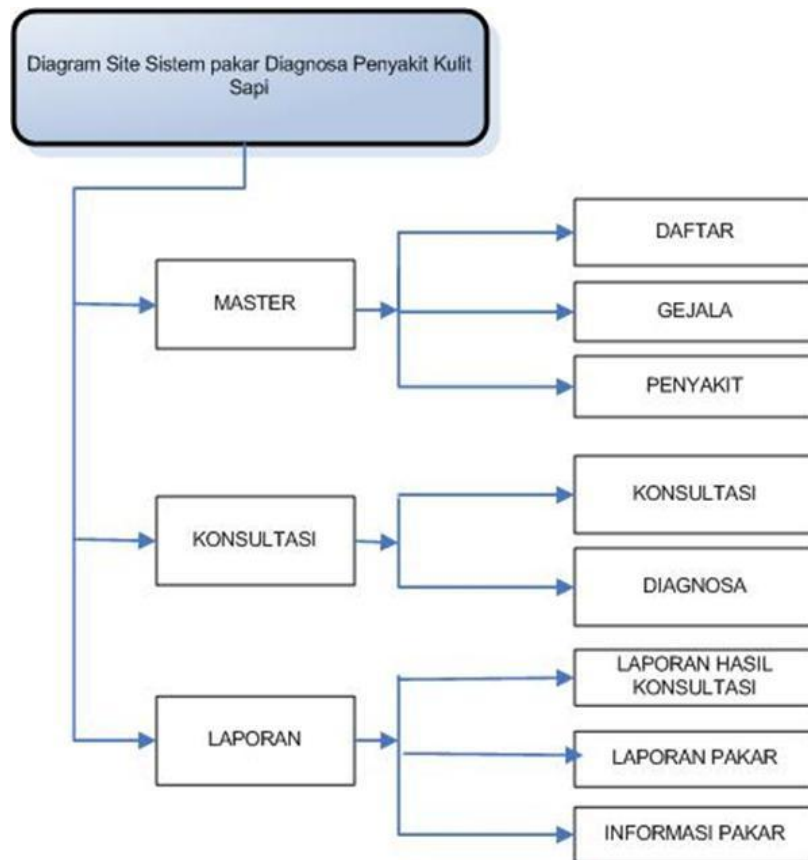 Diagram Site Sistem pakar Diagnosa Penyakit Kulit
Sapi
MASTER
DAFTAR
GEJALA
PENYAKIT
KONSULTASI
KONSULTASI
DIAGNOSA
LAPORAN
LAPORAN HASIL
KONSULTASI
LAPORAN PAKAR
INFORMASI PAKAR